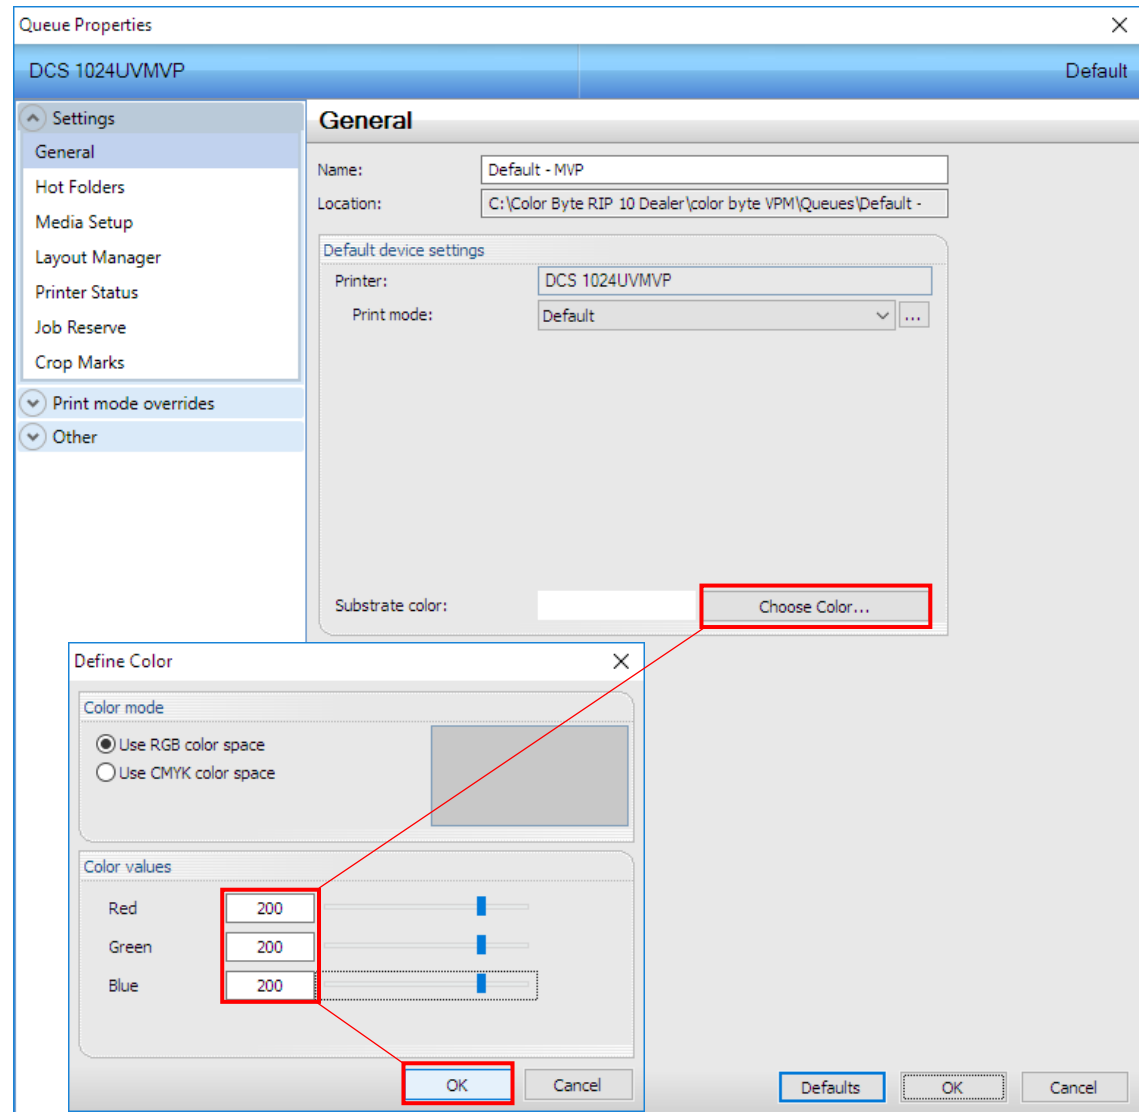 Queue Properties
DCS 1024UVMVP Default
Settings
General
Hot Folders
Media Setup
Layout Manager
Printer Status
Job Reserve
Crop Marks
Print mode overrides
Other
General
Name: Default - MVP
Location: C:\Color Byte RIP 10 Dealer\color byte VPM\Queues\Default -
Default device settings
Printer: DCS 1024UVMVP
Print mode: Default ...
Substrate color: Choose Color...
Define Color
Color mode
Use RGB color space
Use CMYK color space
Color values
Red 200
Green 200
Blue 200
OK Cancel
Defaults OK Cancel